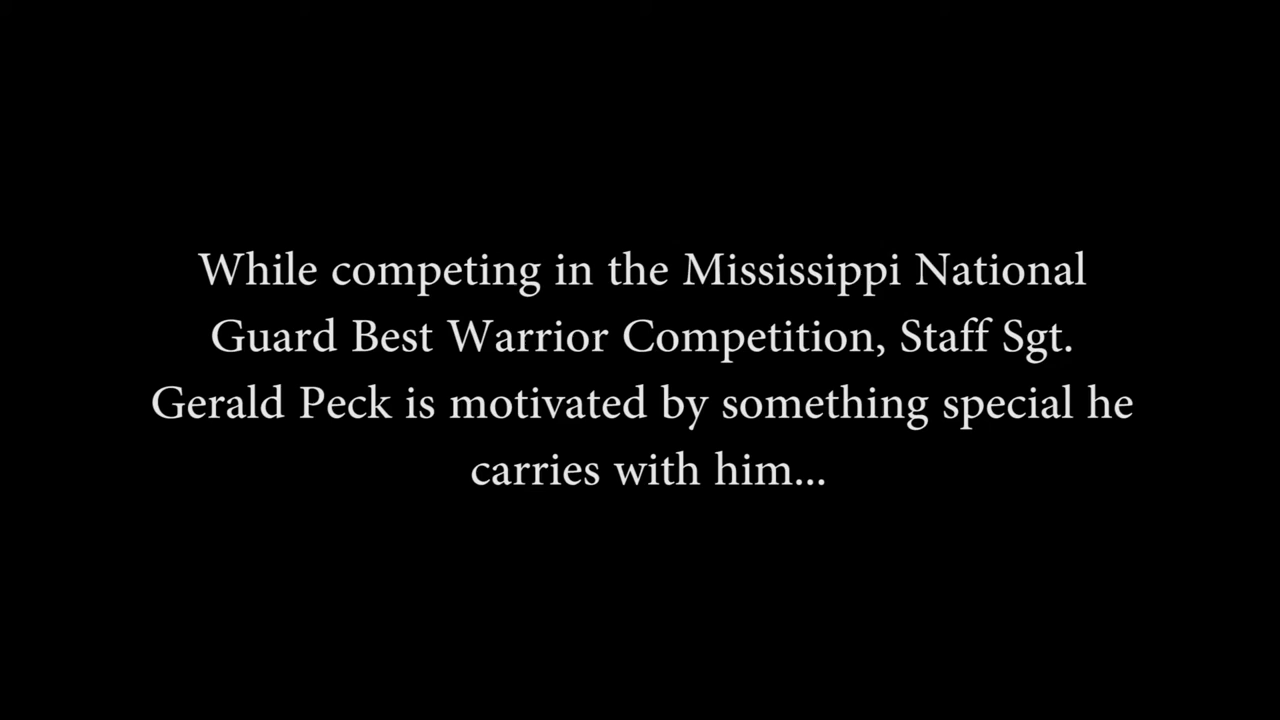 While competing in the Mississippi National
Guard Best Warrior Competition, Staff Sgt.
Gerald Peck is motivated by something special he
carries with him...